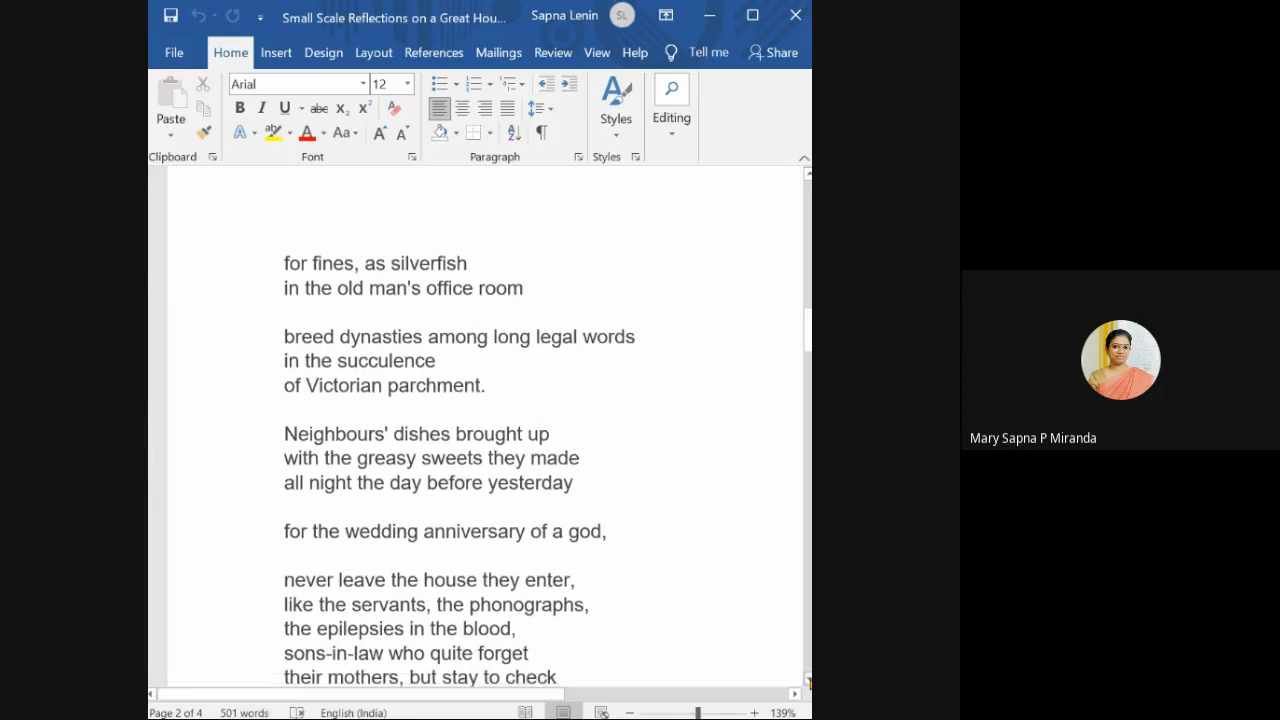 Small Scale Reflections on a Great Hou...
Sapna Lenin
SL
File
Home
Insert
Design
Layout
References
Mailings
Review
View
Help
Tell me
Share
Paste
Clipboard
Arial
12
B I U abc x₂ x²
A A Aa A A
Font
Paragraph
Styles
Styles
Editing
for fines, as silverfish
in the old man's office room
breed dynasties among long legal words
in the succulence
of Victorian parchment.
Neighbours' dishes brought up
with the greasy sweets they made
all night the day before yesterday
for the wedding anniversary of a god,
never leave the house they enter,
like the servants, the phonographs,
the epilepsies in the blood,
sons-in-law who quite forget
their mothers, but stay to check
Page 2 of 4
501 words
English (India)
139%
Mary Sapna P Miranda